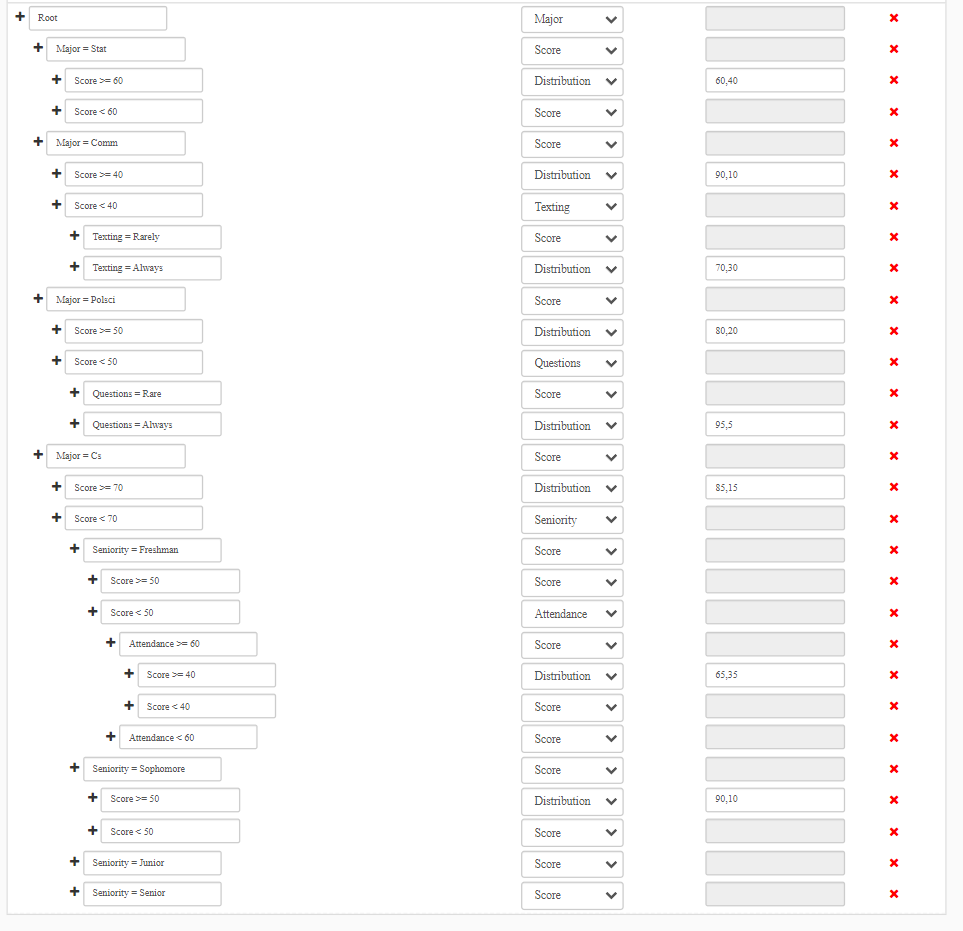 Root Major
Major = Stat Score
Score >= 60 Distribution 60,40
Score < 60 Score
Major = Comm Score
Score >= 40 Distribution 90,10
Score < 40 Texting
Texting = Rarely Score
Texting = Always Distribution 70,30
Major = Polsci Score
Score >= 50 Distribution 80,20
Score < 50 Questions
Questions = Rare Score
Questions = Always Distribution 95,5
Major = Cs Score
Score >= 70 Distribution 85,15
Score < 70 Seniority
Seniority = Freshman Score
Score >= 50 Score
Score < 50 Attendance
Attendance >= 60 Score
Score >= 40 Distribution 65,35
Score < 40 Score
Attendance < 60 Score
Seniority = Sophomore Score
Score >= 50 Distribution 90,10
Score < 50 Score
Seniority = Junior Score
Seniority = Senior Score